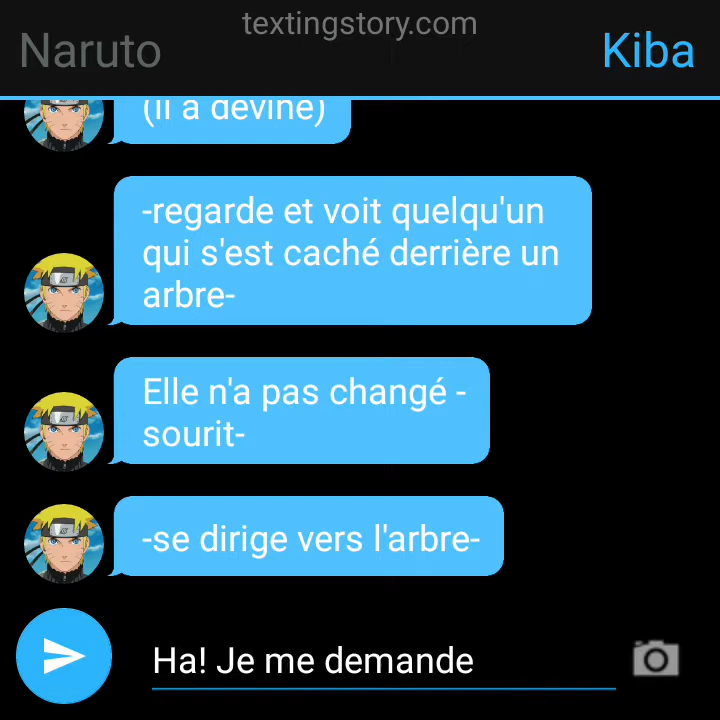 textingstory.com
Naruto
Kiba
(il a deviné)
-regarde et voit quelqu'un
qui s'est caché derrière un
arbre-
Elle n'a pas changé -
sourit-
-se dirige vers l'arbre-
Ha! Je me demande